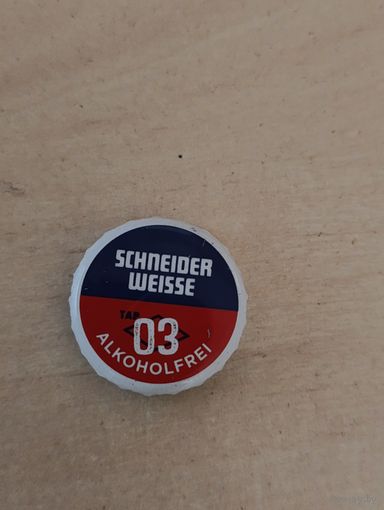 SCHNEIDER
WEISSE
TAP
03
ALKOHOLFREI